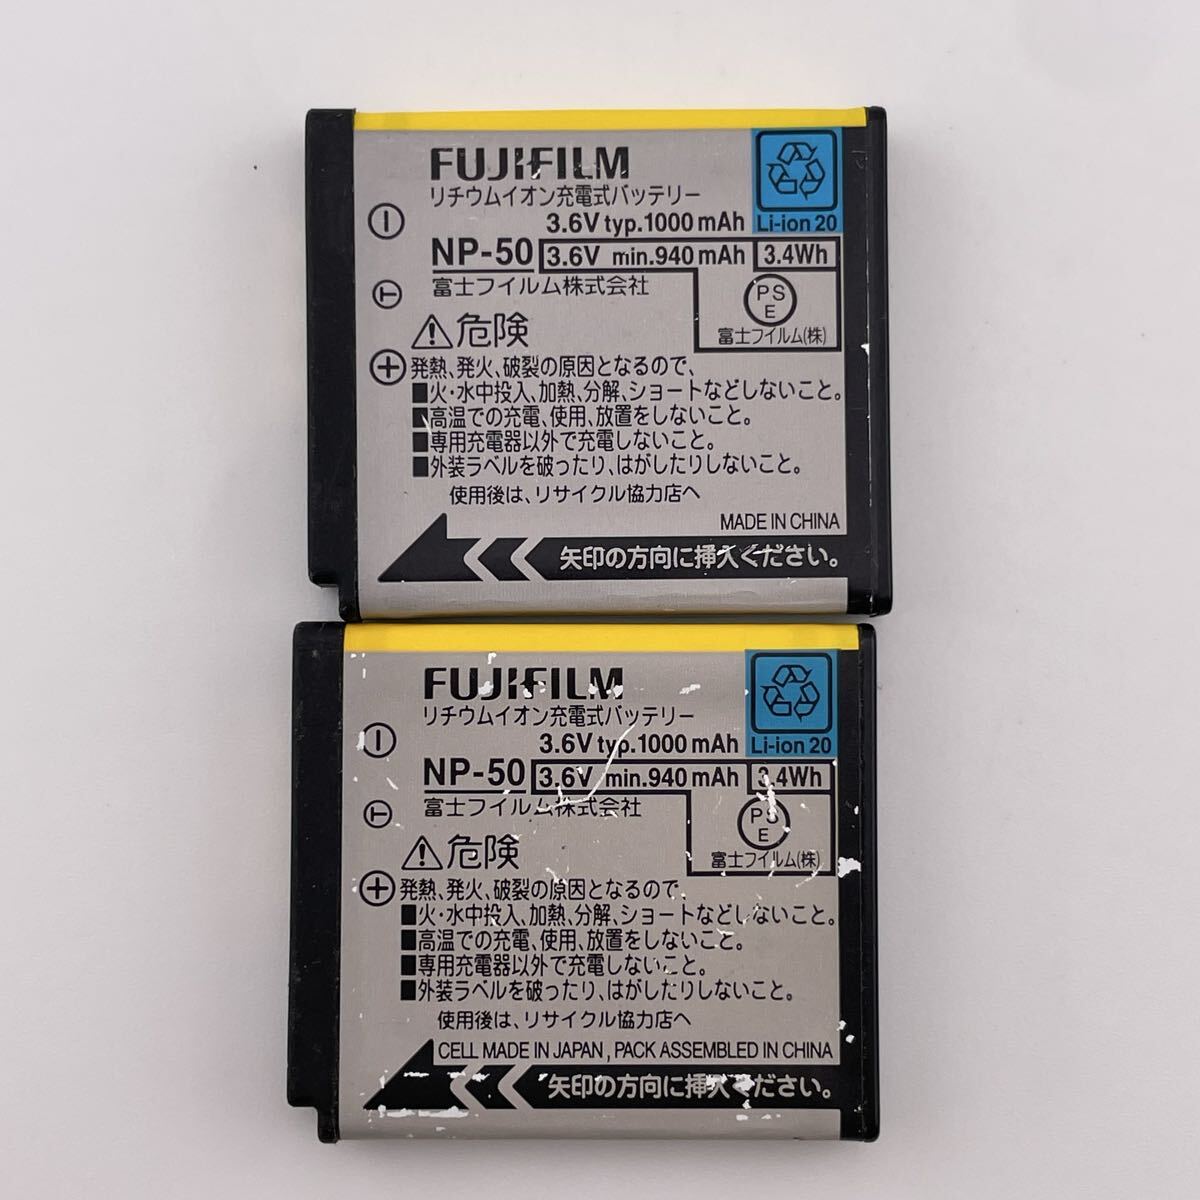 FUJIFILM
リチウムイオン充電式バッテリー
3.6V typ.1000 mAh
Li-ion 20
NP-50
3.6V min.940 mAh
3.4Wh
富士フイルム株式会社
PS
E
富士フイルム(株)
⚠危険
発熱、発火、破裂の原因となるので、
■火・水中投入、加熱、分解、ショートなどしないこと。
■高温での充電、使用、放置をしないこと。
■専用充電器以外で充電しないこと。
■外装ラベルを破ったり、はがしたりしないこと。
使用後は、リサイクル協力店へ
MADE IN CHINA
矢印の方向に挿入ください。
FUJIFILM
リチウムイオン充電式バッテリー
3.6V typ.1000 mAh
Li-ion 20
NP-50
3.6V min.940 mAh
3.4Wh
富士フイルム株式会社
PS
E
富士フイルム(株)
⚠危険
発熱、発火、破裂の原因となるので、
■火・水中投入、加熱、分解、ショートなどしないこと。
■高温での充電、使用、放置をしないこと。
■専用充電器以外で充電しないこと。
■外装ラベルを破ったり、はがしたりしないこと。
使用後は、リサイクル協力店へ
CELL MADE IN JAPAN , PACK ASSEMBLED IN CHINA
矢印の方向に挿入ください。